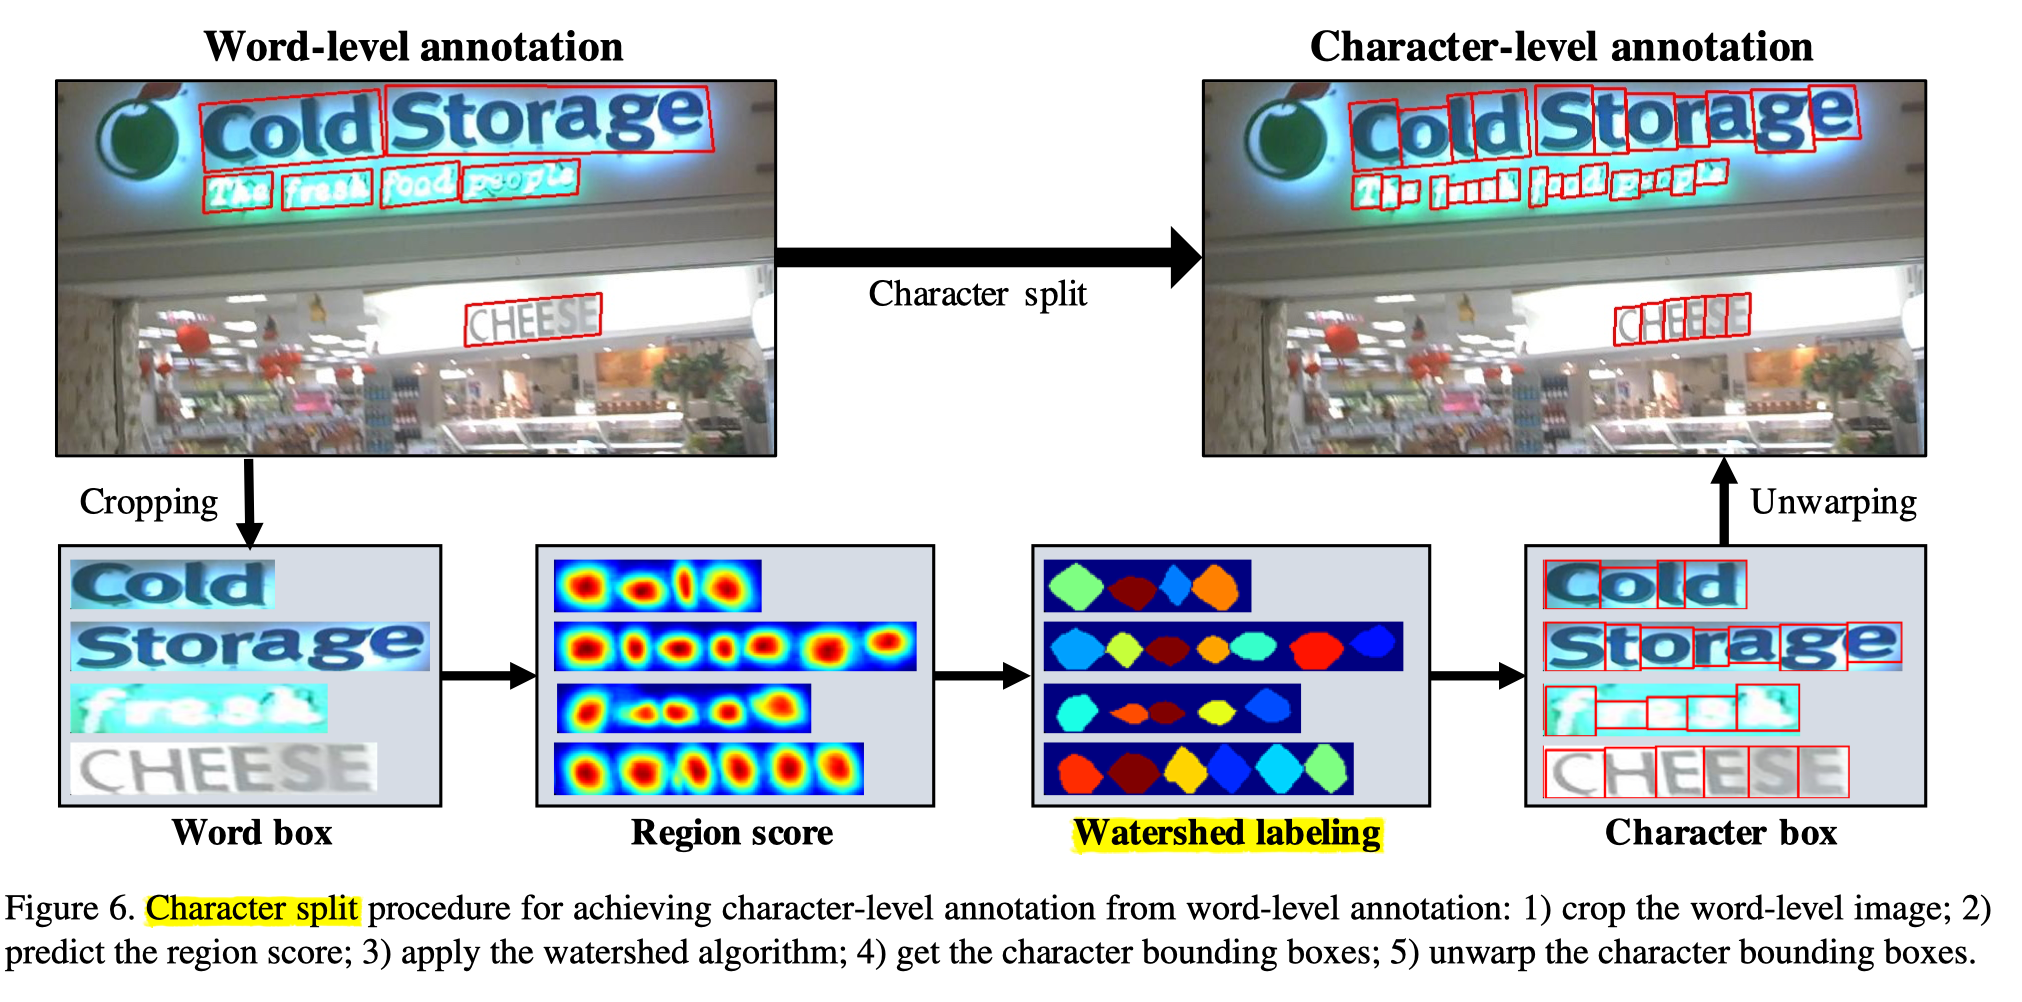 Word-level annotation
Character-level annotation
Cold Storage
The fresh food people
CHEESE
Cold Storage
The fresh food people
CHEESE
Character split
Cropping
Unwarping
Cold
Storage
fresh
CHEESE
Cold
Storage
fresh
CHEESE
Word box
Region score
Watershed labeling
Character box
Figure 6. Character split procedure for achieving character-level annotation from word-level annotation: 1) crop the word-level image; 2)
predict the region score; 3) apply the watershed algorithm; 4) get the character bounding boxes; 5) unwarp the character bounding boxes.